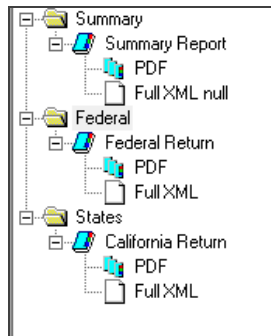 Summary
Summary Report
PDF
Full XML null
Federal
Federal Return
PDF
Full XML
States
California Return
PDF
Full XML